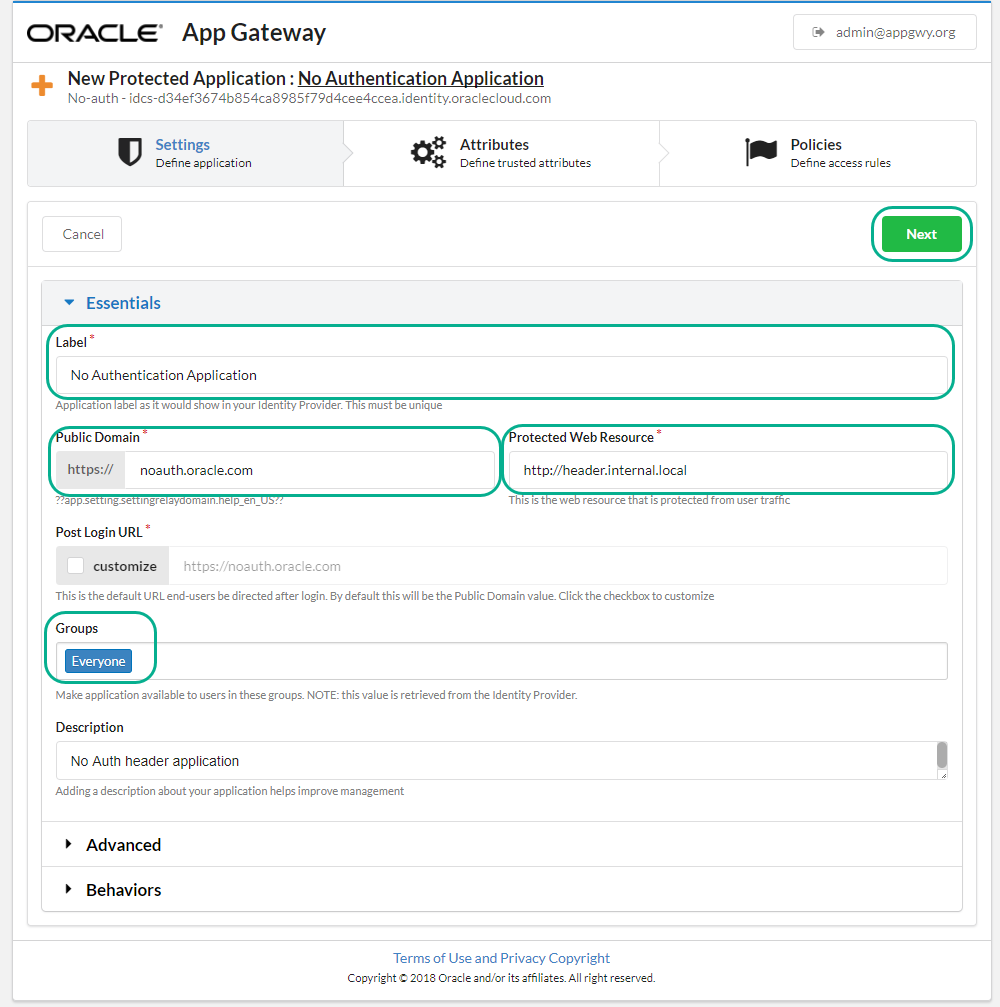 ORACLE® App Gateway
admin@appgwy.org
New Protected Application : No Authentication Application
No-auth - idcs-d34ef3674b854ca8985f79d4cee4ccea.identity.oraclecloud.com
Settings
Define application
Attributes
Define trusted attributes
Policies
Define access rules
Cancel
Next
Essentials
Label *
No Authentication Application
Application label as it would show in your Identity Provider. This must be unique
Public Domain *
https:// noauth.oracle.com
??app.setting.settingrelaydomain.help_en_US??
Protected Web Resource *
http://header.internal.local
This is the web resource that is protected from user traffic
Post Login URL *
customize https://noauth.oracle.com
This is the default URL end-users be directed after login. By default this will be the Public Domain value. Click the checkbox to customize
Groups
Everyone
Make application available to users in these groups. NOTE: this value is retrieved from the Identity Provider.
Description
No Auth header application
Adding a description about your application helps improve management
Advanced
Behaviors
Terms of Use and Privacy Copyright
Copyright © 2018 Oracle and/or its affiliates. All right reserved.